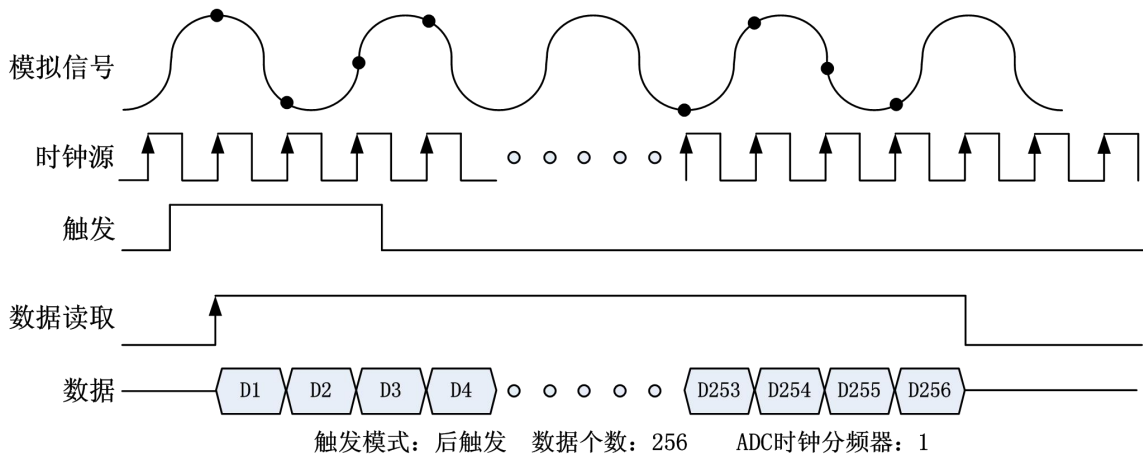 模拟信号
时钟源
触发
数据读取
数据 D1 D2 D3 D4 D253 D254 D255 D256
触发模式：后触发 数据个数：256 ADC时钟分频器：1